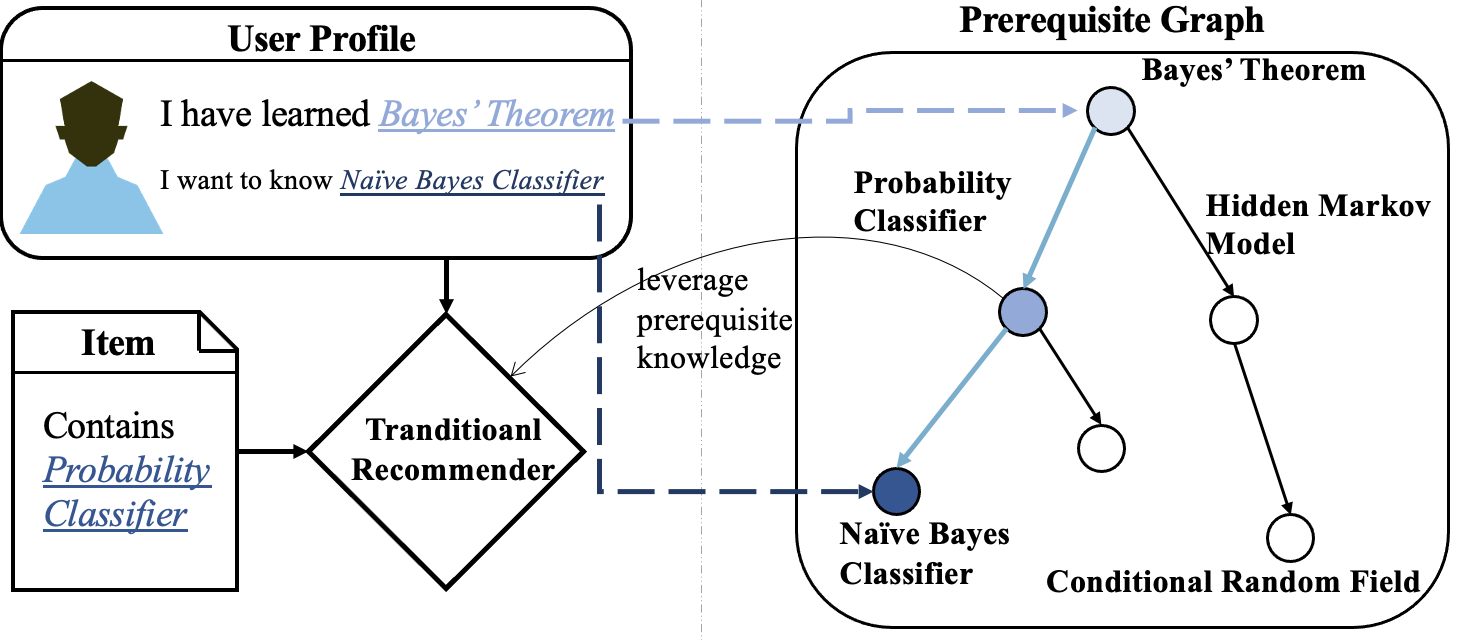 User Profile
I have learned Bayes’ Theorem
I want to know Naïve Bayes Classifier
Item
Contains
Probability
Classifier
Tranditioanl
Recommender
leverage
prerequisite
knowledge
Prerequisite Graph
Bayes’ Theorem
Probability
Classifier
Hidden Markov
Model
Naïve Bayes
Classifier
Conditional Random Field